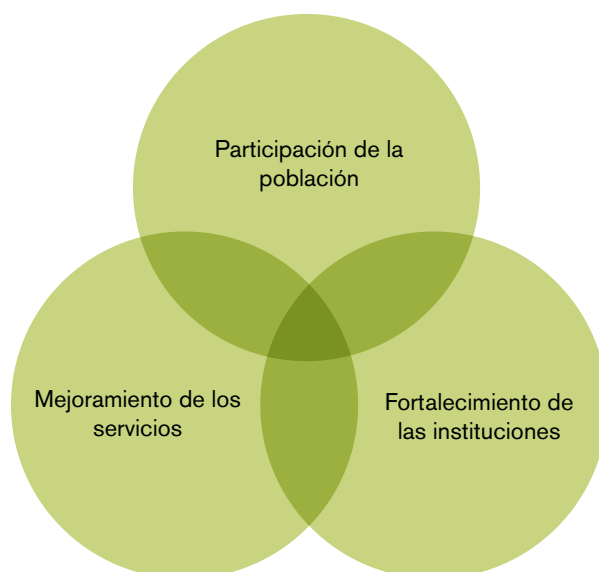 Participación de la
población
Mejoramiento de los
servicios
Fortalecimiento de
las instituciones